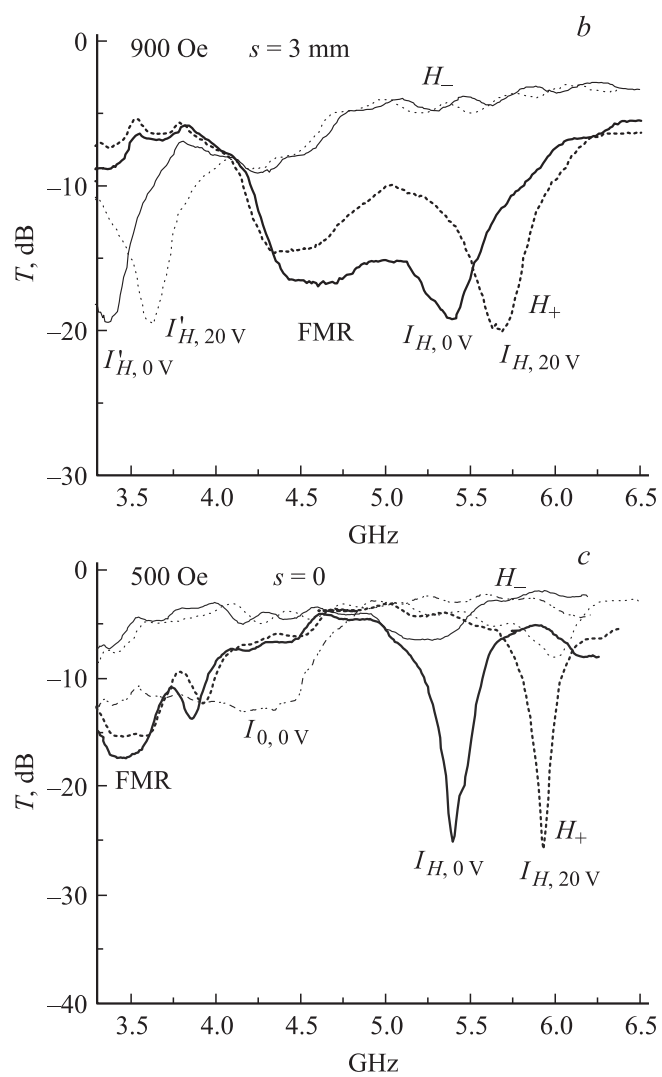 b
0
900 Oe s = 3 mm
H–
–10
T, dB
I'H, 20 V
–20
FMR
IH, 0 V
H+
I'H, 0 V
IH, 20 V
–30
3.5 4.0 4.5 5.0 5.5 6.0 6.5
GHz
c
0
500 Oe s = 0
H–
–10
I0, 0 V
T, dB
FMR
–20
H+
IH, 0 V
IH, 20 V
–30
–40
3.5 4.0 4.5 5.0 5.5 6.0 6.5
GHz